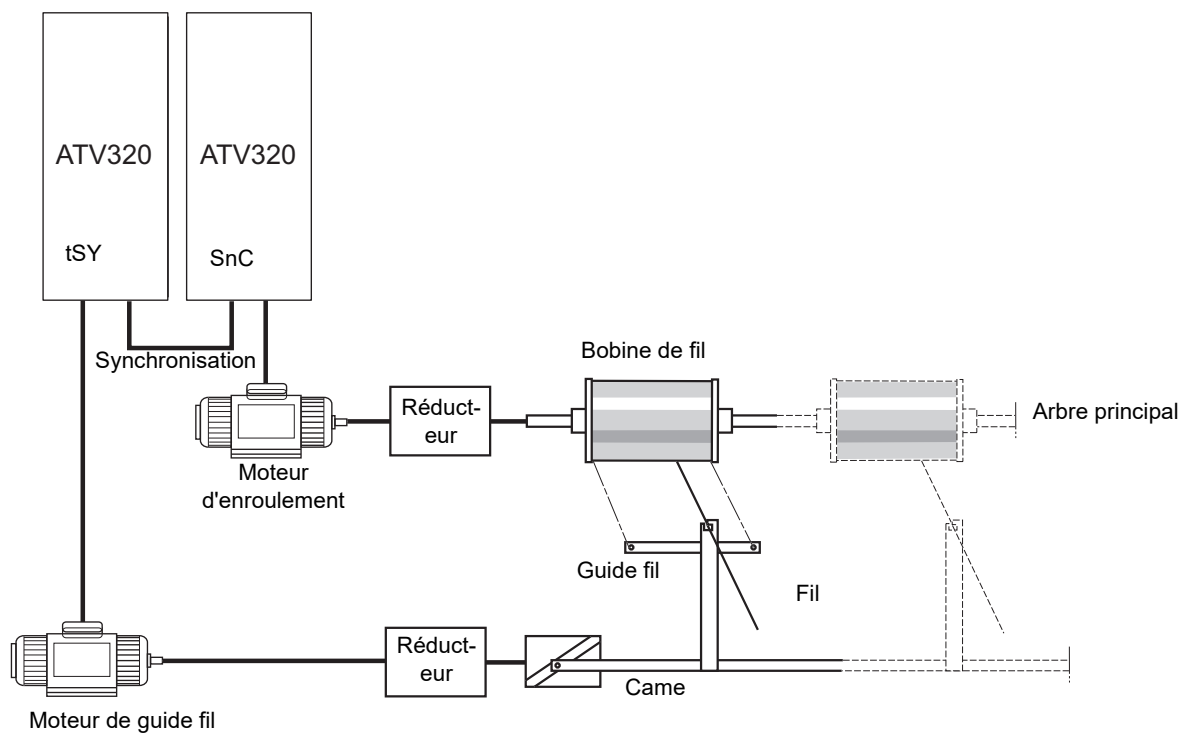 ATV320
ATV320
tSY
SnC
Synchronisation
Bobine de fil
Réduct-
eur
Arbre principal
Moteur
d'enroulement
Guide fil
Fil
Réduct-
eur
Came
Moteur de guide fil